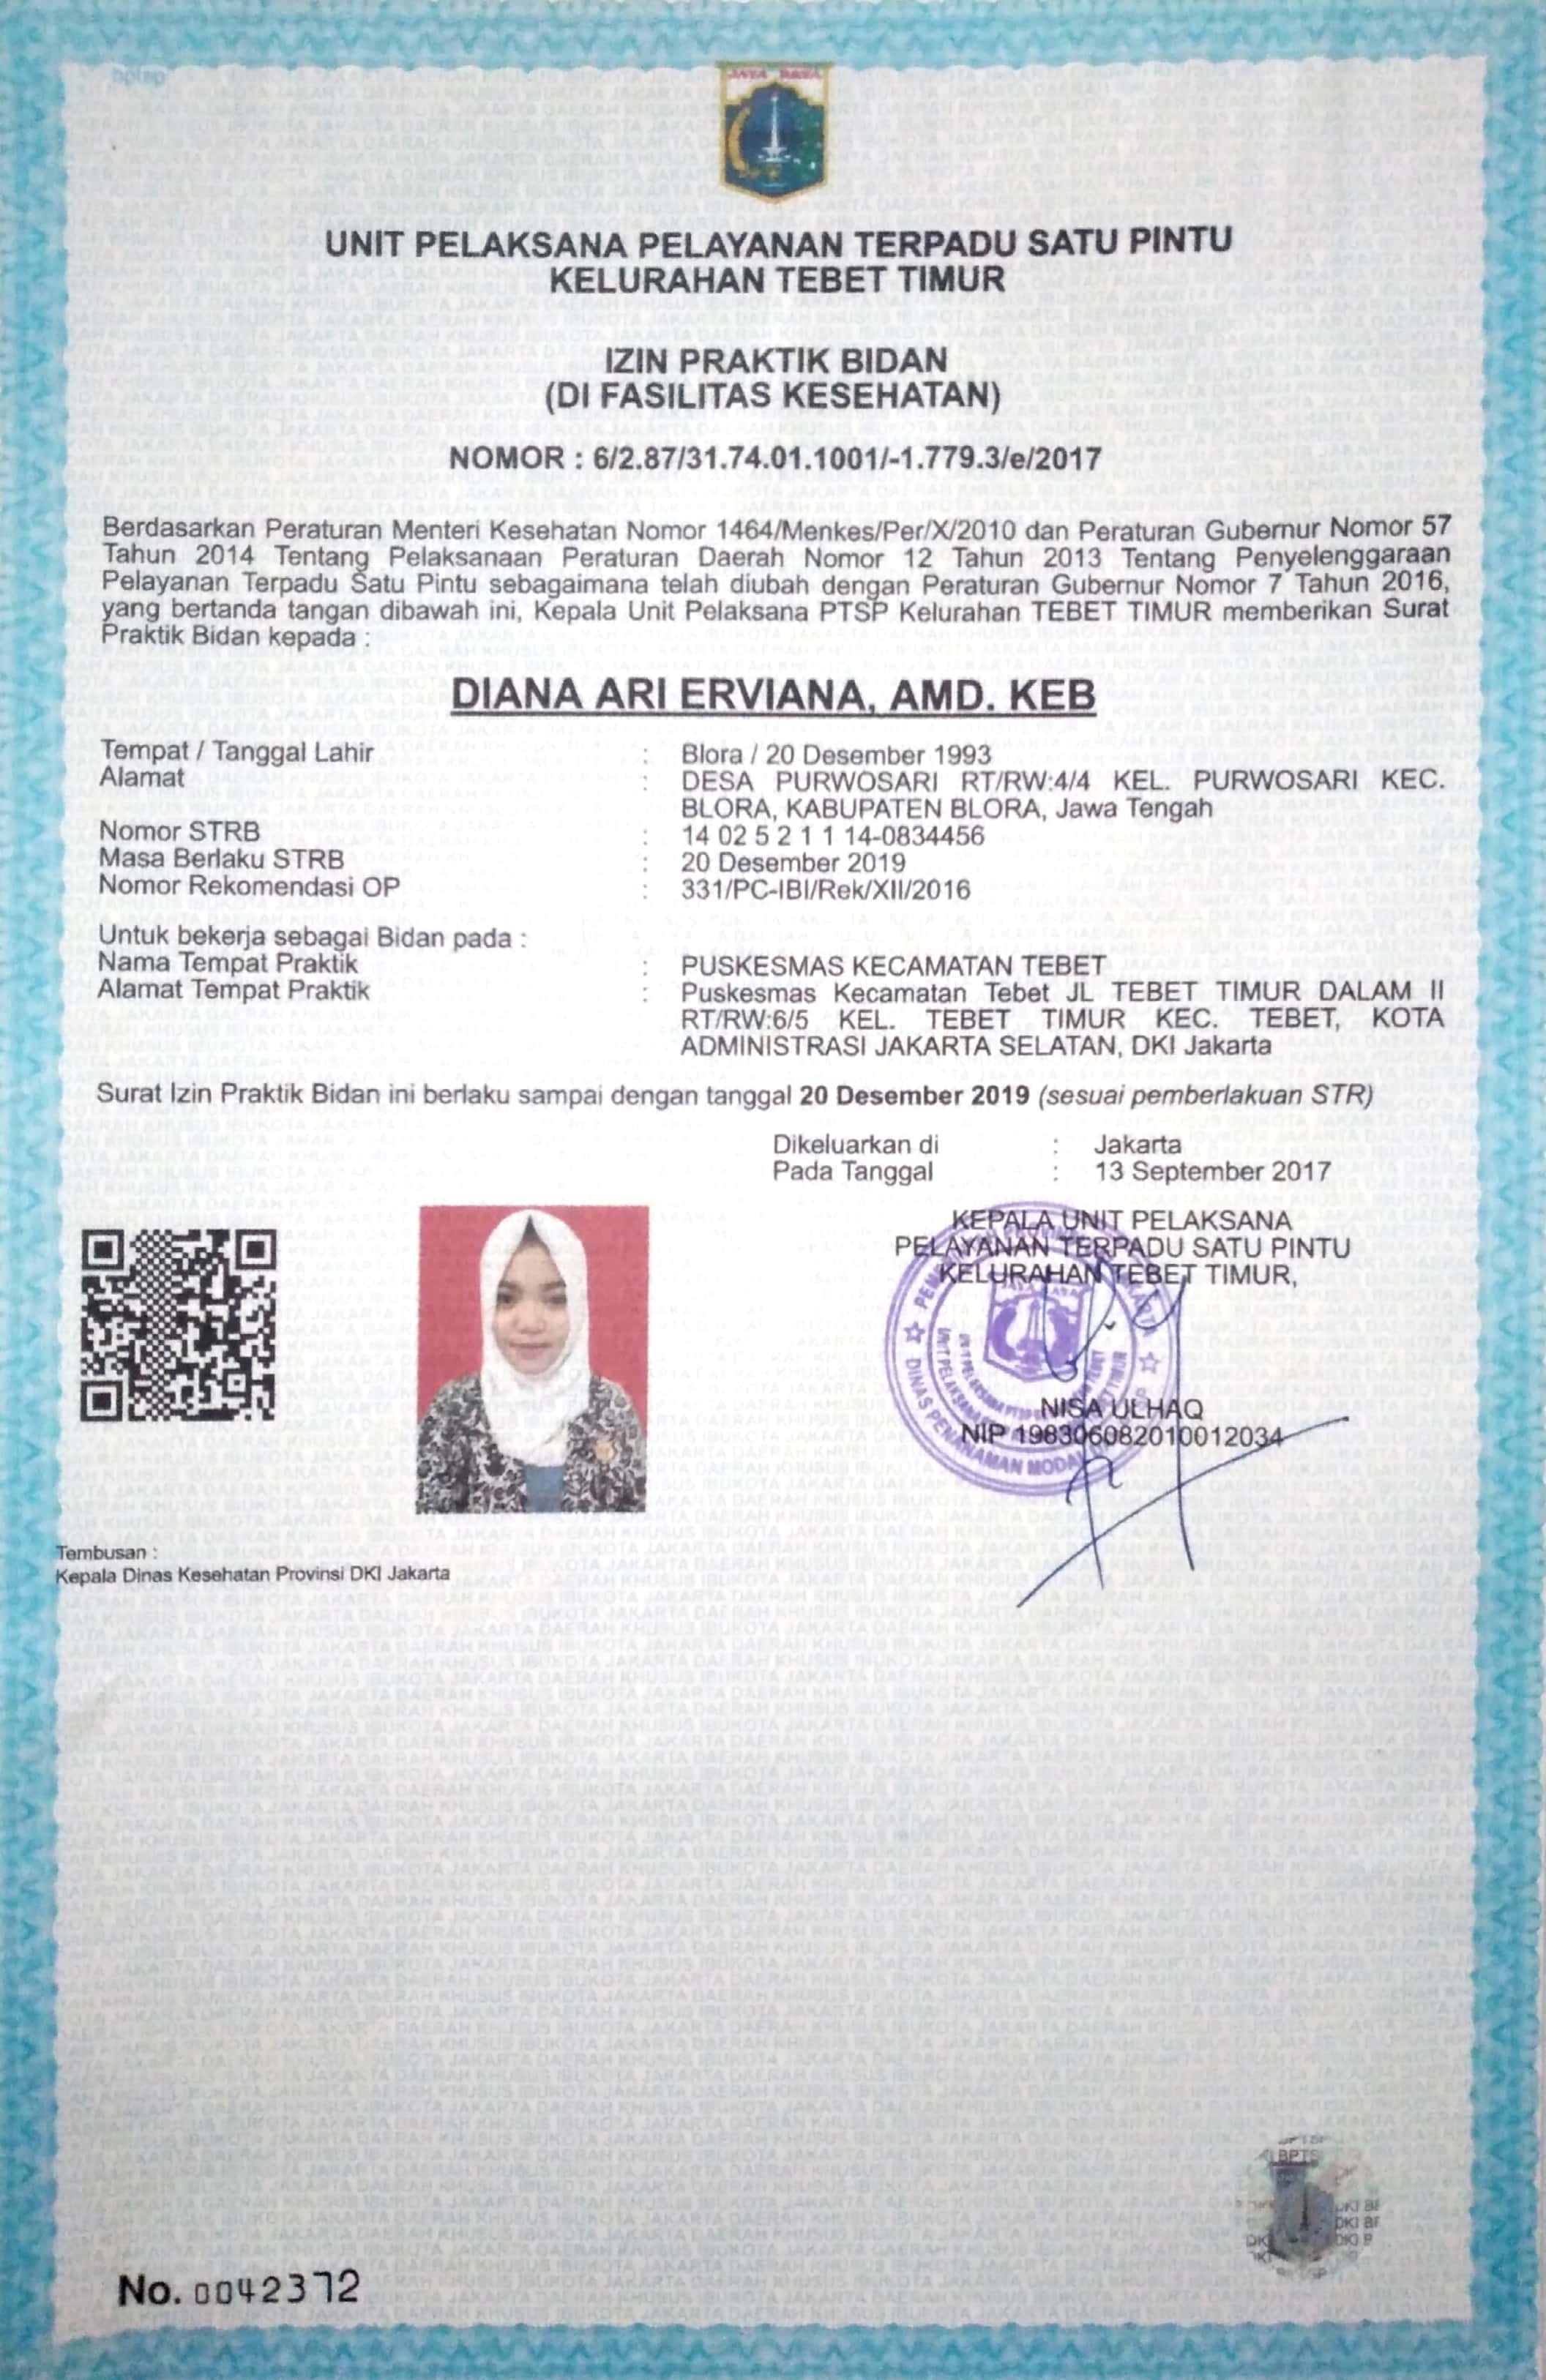 bptsp
JAYA RAYA
UNIT PELAKSANA PELAYANAN TERPADU SATU PINTU
KELURAHAN TEBET TIMUR
IZIN PRAKTIK BIDAN
(DI FASILITAS KESEHATAN)
NOMOR : 6/2.87/31.74.01.1001/-1.779.3/e/2017
Berdasarkan Peraturan Menteri Kesehatan Nomor 1464/Menkes/Per/X/2010 dan Peraturan Gubernur Nomor 57
Tahun 2014 Tentang Pelaksanaan Peraturan Daerah Nomor 12 Tahun 2013 Tentang Penyelenggaraan
Pelayanan Terpadu Satu Pintu sebagaimana telah diubah dengan Peraturan Gubernur Nomor 7 Tahun 2016,
yang bertanda tangan dibawah ini, Kepala Unit Pelaksana PTSP Kelurahan TEBET TIMUR memberikan Surat
Praktik Bidan kepada :
DIANA ARI ERVIANA, AMD. KEB
Tempat / Tanggal Lahir : Blora / 20 Desember 1993
Alamat : DESA PURWOSARI RT/RW:4/4 KEL. PURWOSARI KEC.
BLORA, KABUPATEN BLORA, Jawa Tengah
Nomor STRB : 14 02 5 2 1 1 14-0834456
Masa Berlaku STRB : 20 Desember 2019
Nomor Rekomendasi OP : 331/PC-IBI/Rek/XII/2016
Untuk bekerja sebagai Bidan pada :
Nama Tempat Praktik : PUSKESMAS KECAMATAN TEBET
Alamat Tempat Praktik : Puskesmas Kecamatan Tebet JL TEBET TIMUR DALAM II
RT/RW:6/5 KEL. TEBET TIMUR KEC. TEBET, KOTA
ADMINISTRASI JAKARTA SELATAN, DKI Jakarta
Surat Izin Praktik Bidan ini berlaku sampai dengan tanggal 20 Desember 2019 (sesuai pemberlakuan STR)
Dikeluarkan di : Jakarta
Pada Tanggal : 13 September 2017
KEPALA UNIT PELAKSANA
PELAYANAN TERPADU SATU PINTU
KELURAHAN TEBET TIMUR,
DINAS PENANAMAN MODAL
NISA ULHAQ
NIP 198306082010012034
Tembusan :
Kepala Dinas Kesehatan Provinsi DKI Jakarta
No. 0042372